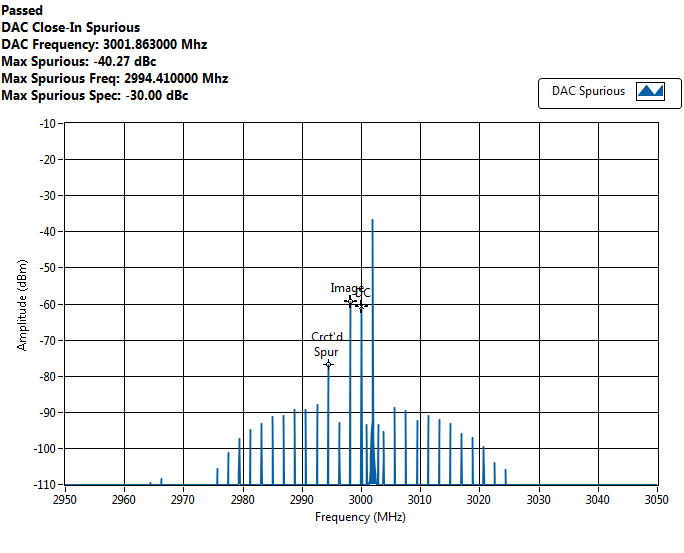 Passed
DAC Close-In Spurious
DAC Frequency: 3001.863000 Mhz
Max Spurious: -40.27 dBc
Max Spurious Freq: 2994.410000 Mhz
Max Spurious Spec: -30.00 dBc
DAC Spurious
-10
-20
-30
-40
-50
-60
-70
-80
-90
-100
-110
Amplitude (dBm)
Image
DC
Crct'd
Spur
2950
2960
2970
2980
2990
3000
3010
3020
3030
3040
3050
Frequency (MHz)